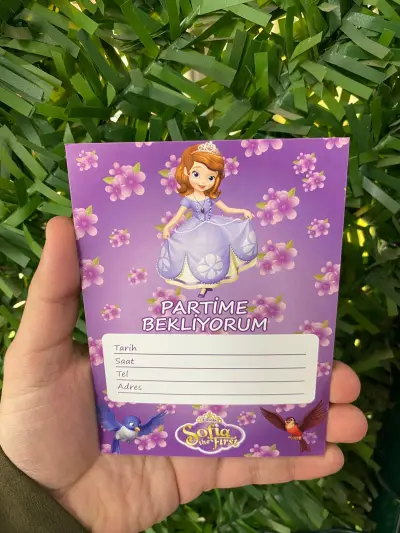 PARTİME
BEKLİYORUM
Tarih
Saat
Tel
Adres
Sofia
the First